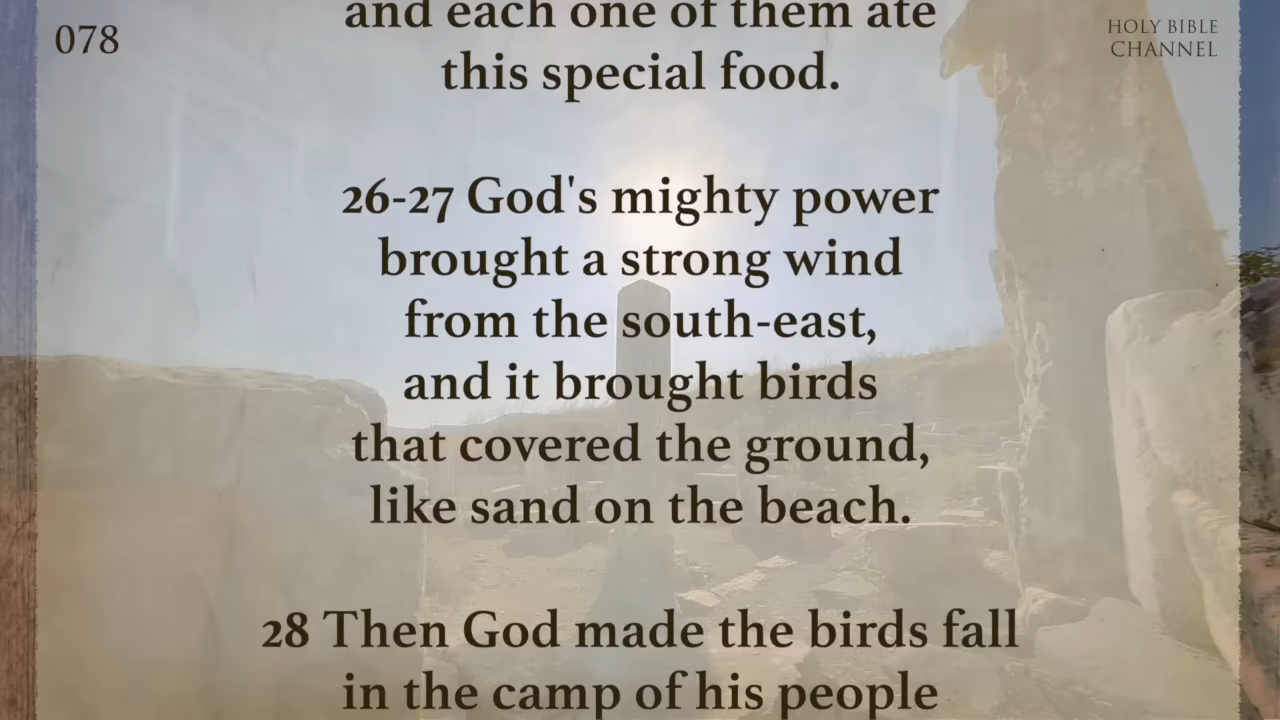 078
HOLY BIBLE
CHANNEL
and each one of them ate
this special food.
26-27 God's mighty power
brought a strong wind
from the south-east,
and it brought birds
that covered the ground,
like sand on the beach.
28 Then God made the birds fall
in the camp of his people